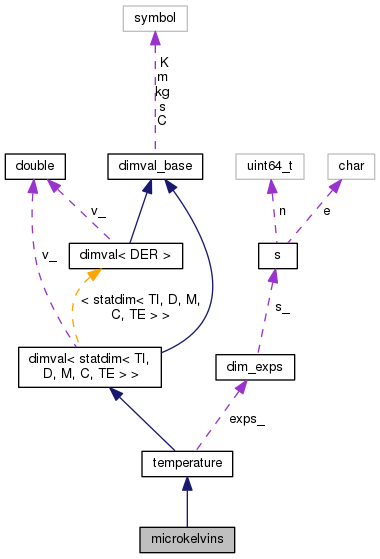 symbol
K
m
kg
s
C
double
dimval_base
uint64_t
char
v_
n
e
v_
dimval< DER >
s
< statdim< TI, D, M,
C, TE > >
s_
dimval< statdim< TI,
D, M, C, TE > >
dim_exps
exps_
temperature
microkelvins